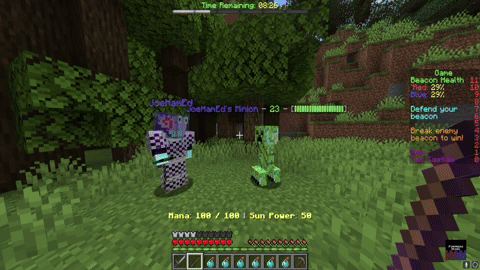 Time Remaining: 08:26
JoeManEd
JoeManEd's Minion - 23 -
Game
Beacon Health
Red: 29%
Blue: 29%
Defend your
beacon
Break enemy
beacon to win!
Mana: 100 / 100 | Sun Power: 50